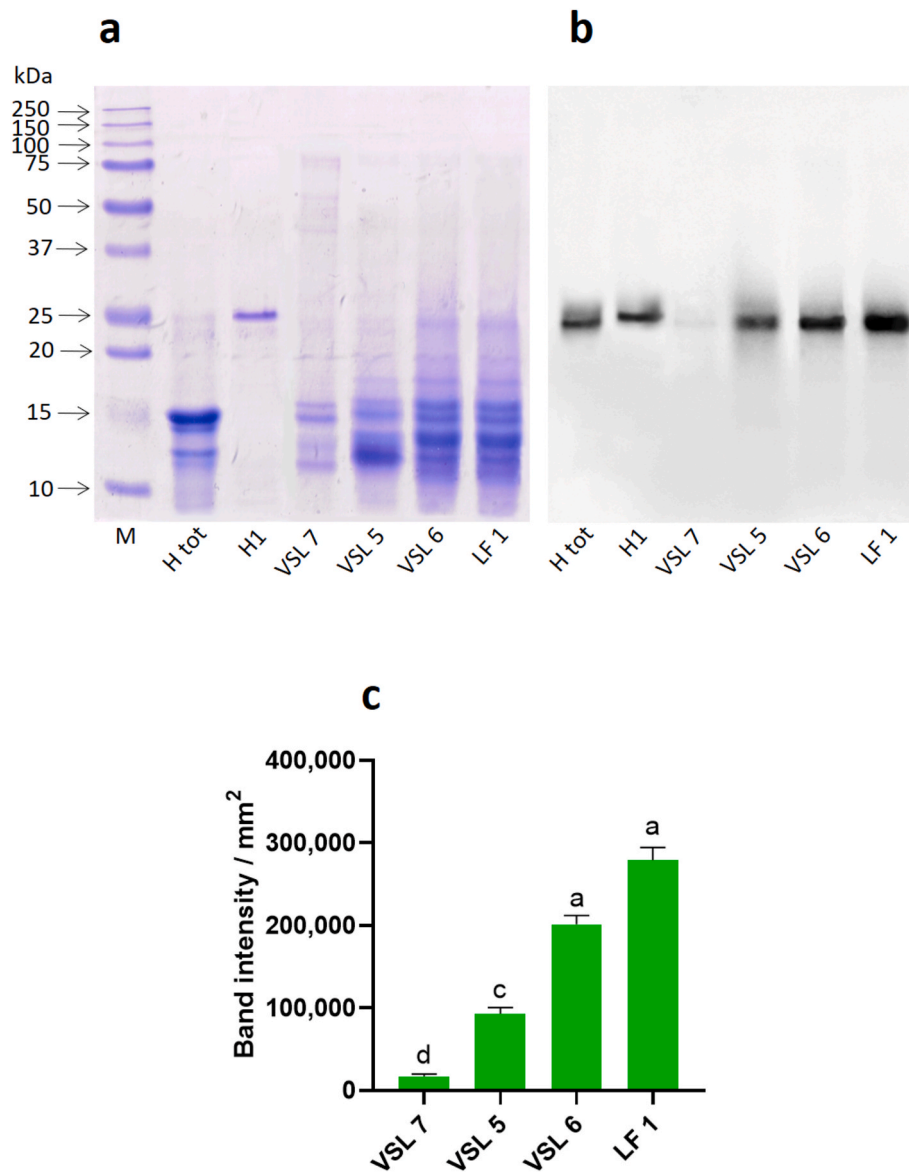 a
b
kDa
250
150
100
75
50
37
25
20
15
10
M
H tot
H1
VSL 7
VSL 5
VSL 6
LF 1
H tot
H1
VSL 7
VSL 5
VSL 6
LF 1
c
Band intensity / mm²
400,000
300,000
200,000
100,000
0
d
c
a
a
VSL 7
VSL 5
VSL 6
LF 1